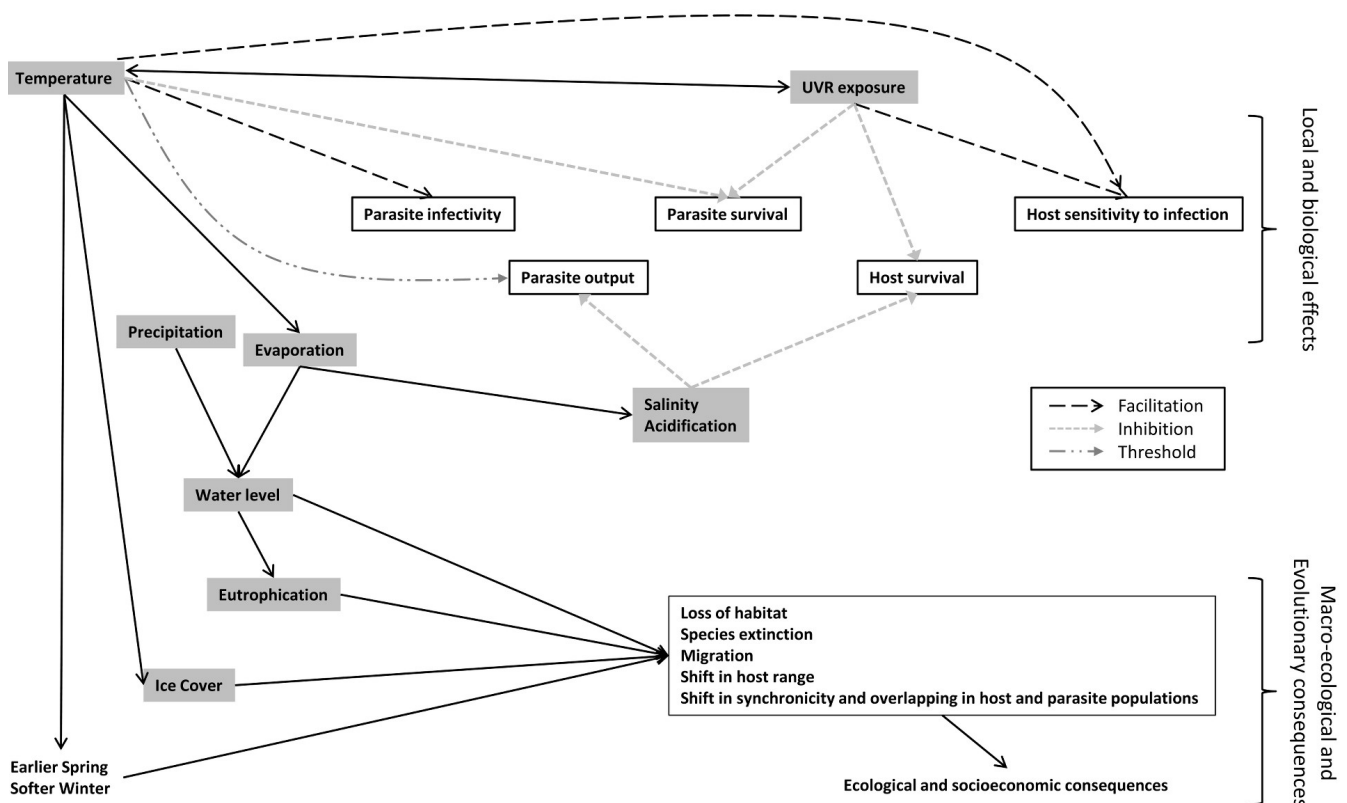 Temperature
UVR exposure
Parasite infectivity
Parasite survival
Host sensitivity to infection
Parasite output
Host survival
Local and biological effects
Precipitation
Evaporation
Salinity
Acidification
Facilitation
Inhibition
Threshold
Water level
Eutrophication
Ice Cover
Earlier Spring
Softer Winter
Loss of habitat
Species extinction
Migration
Shift in host range
Shift in synchronicity and overlapping in host and parasite populations
Ecological and socioeconomic consequences
Macro-ecological and
Evolutionary consequences